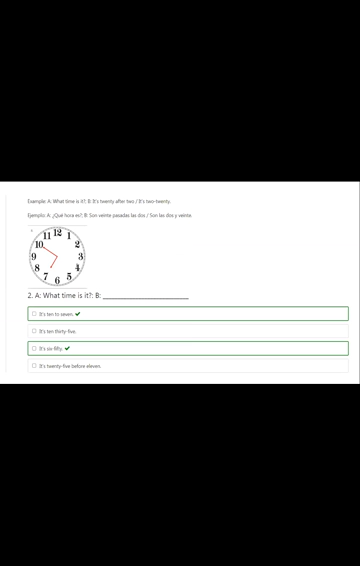 Example: A: What time is it?; B: It's twenty after two / It's two-twenty.
Ejemplo: A: ¿Qué hora es?; B: Son veinte pasadas las dos / Son las dos y veinte.
12
11 1
10 2
9 3
8 4
7 6 5
2. A: What time is it?: B: ____________________
It's ten to seven. ✔
It's ten-thirty-five.
It's six-fifty. ✔
It's twenty-five before eleven.